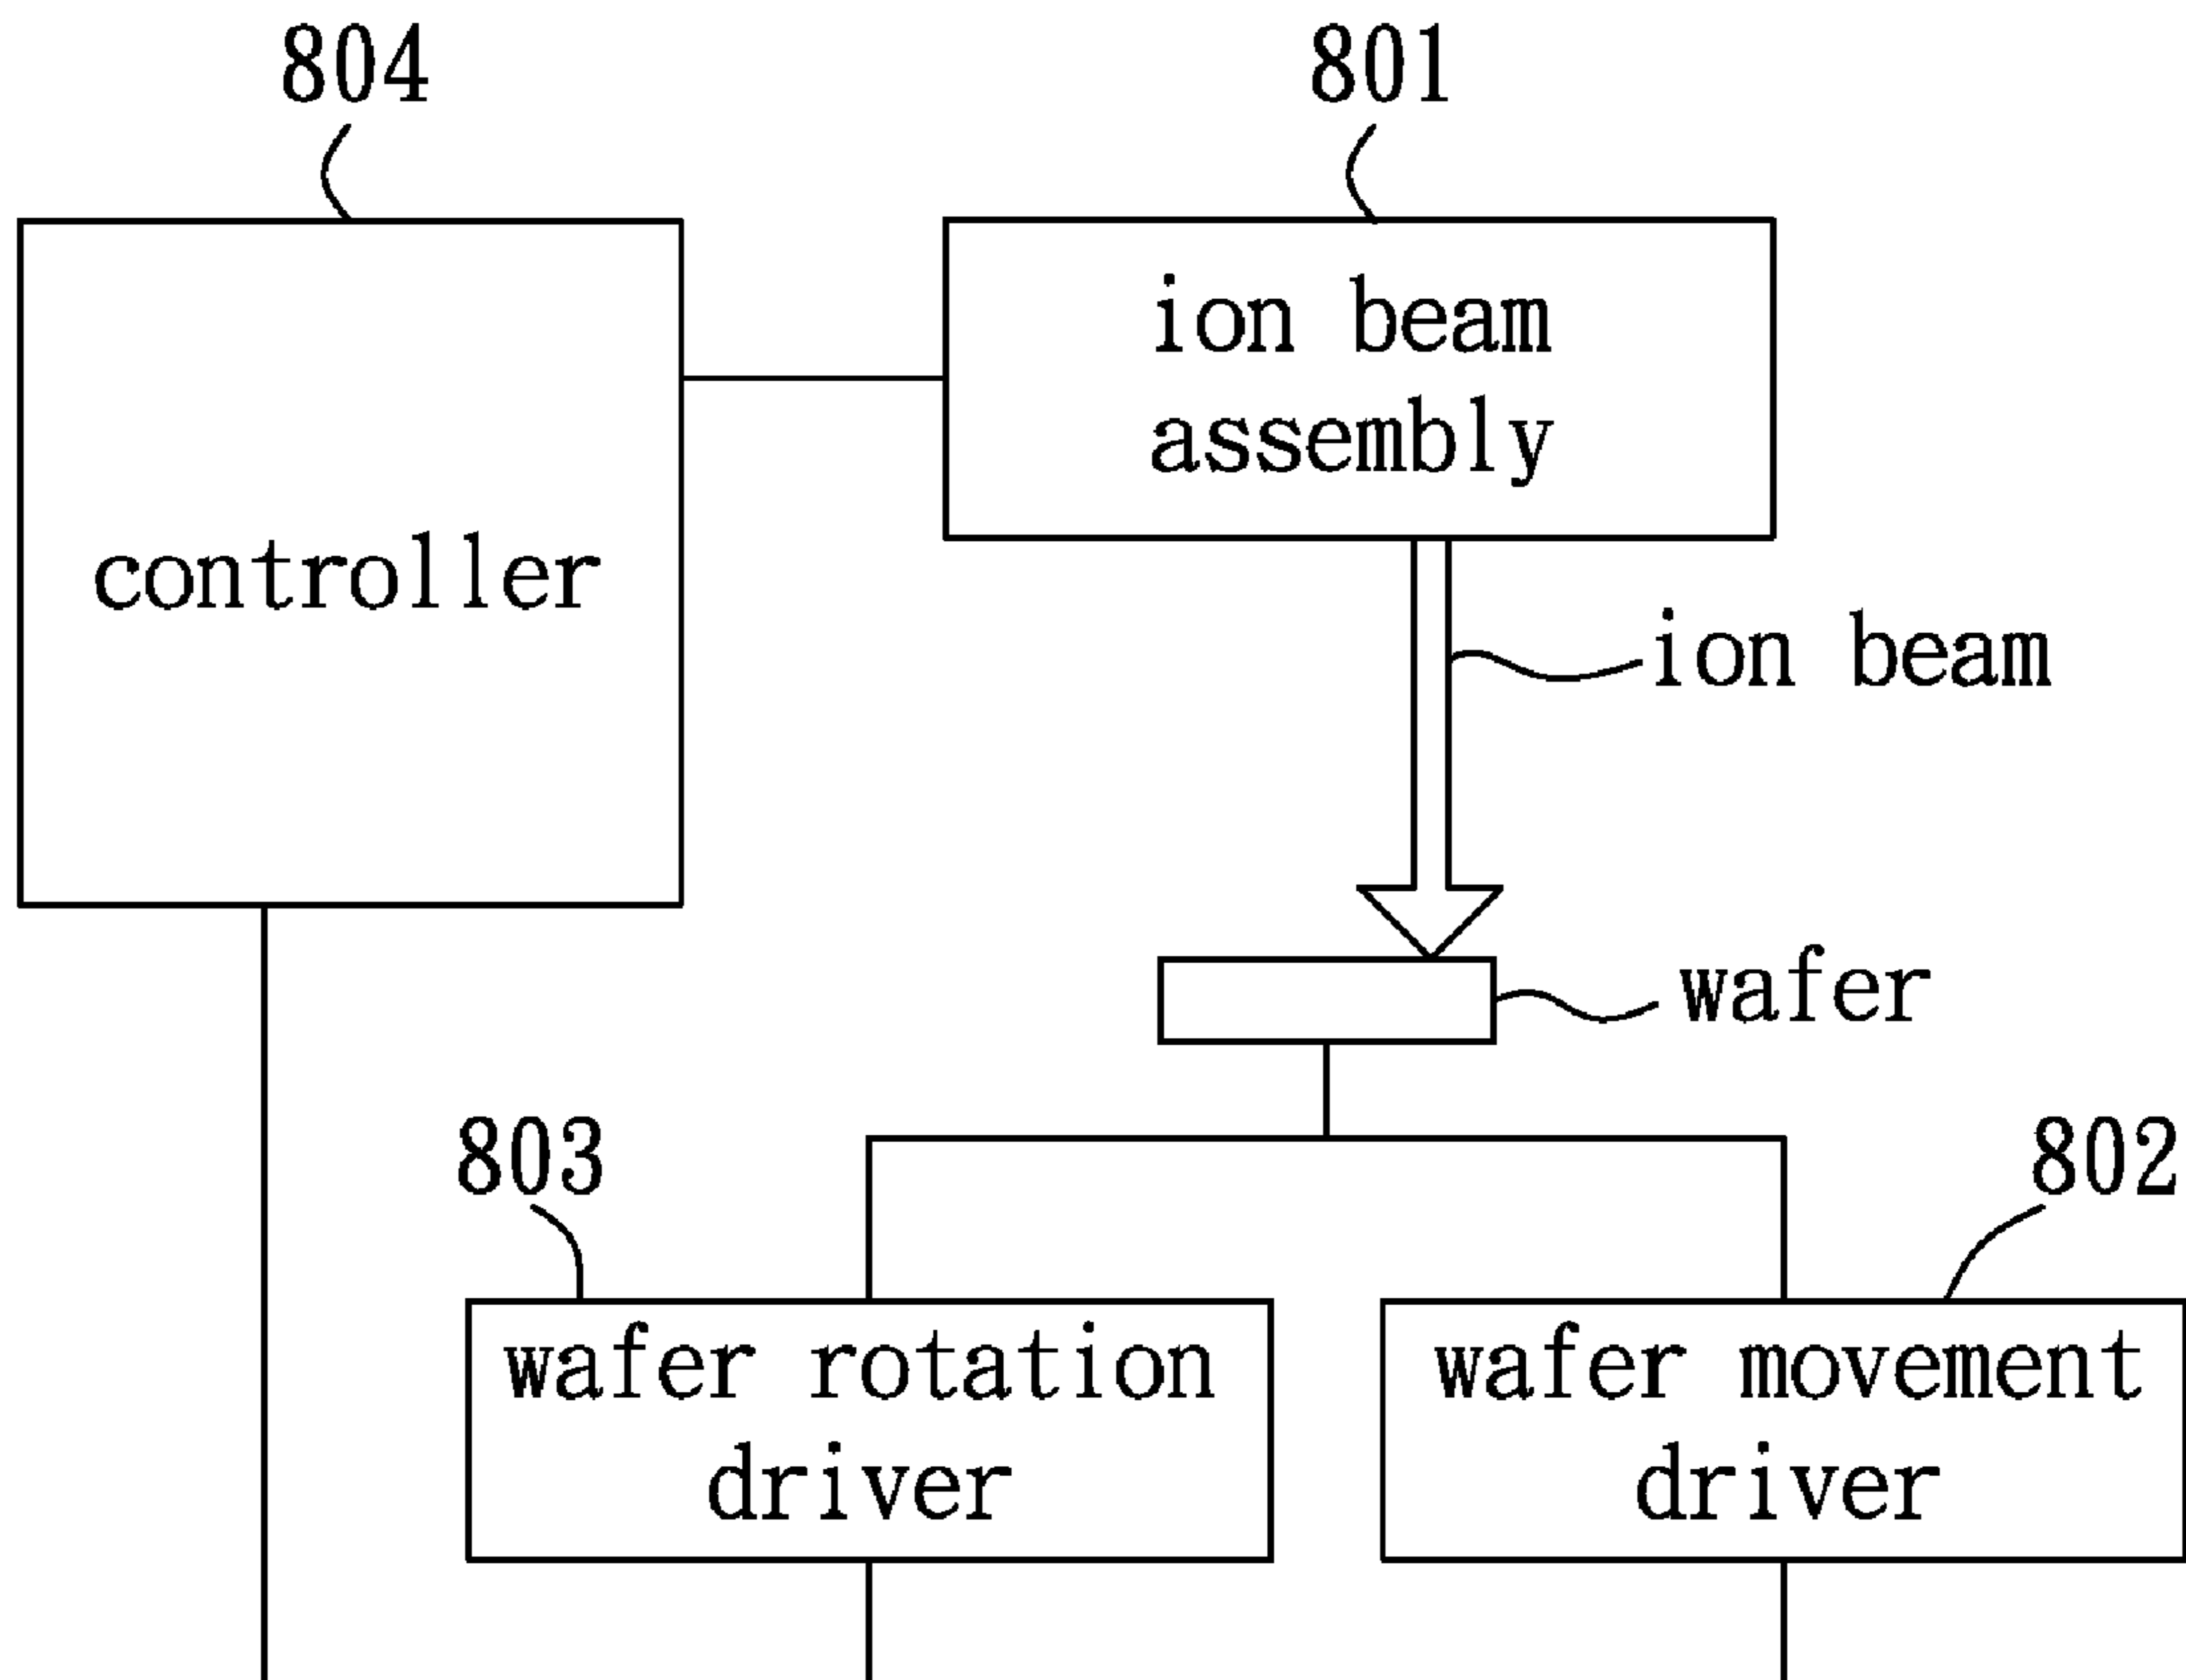 804
801
ion beam
assembly
controller
ion beam
wafer
803
802
wafer rotation
driver
wafer movement
driver